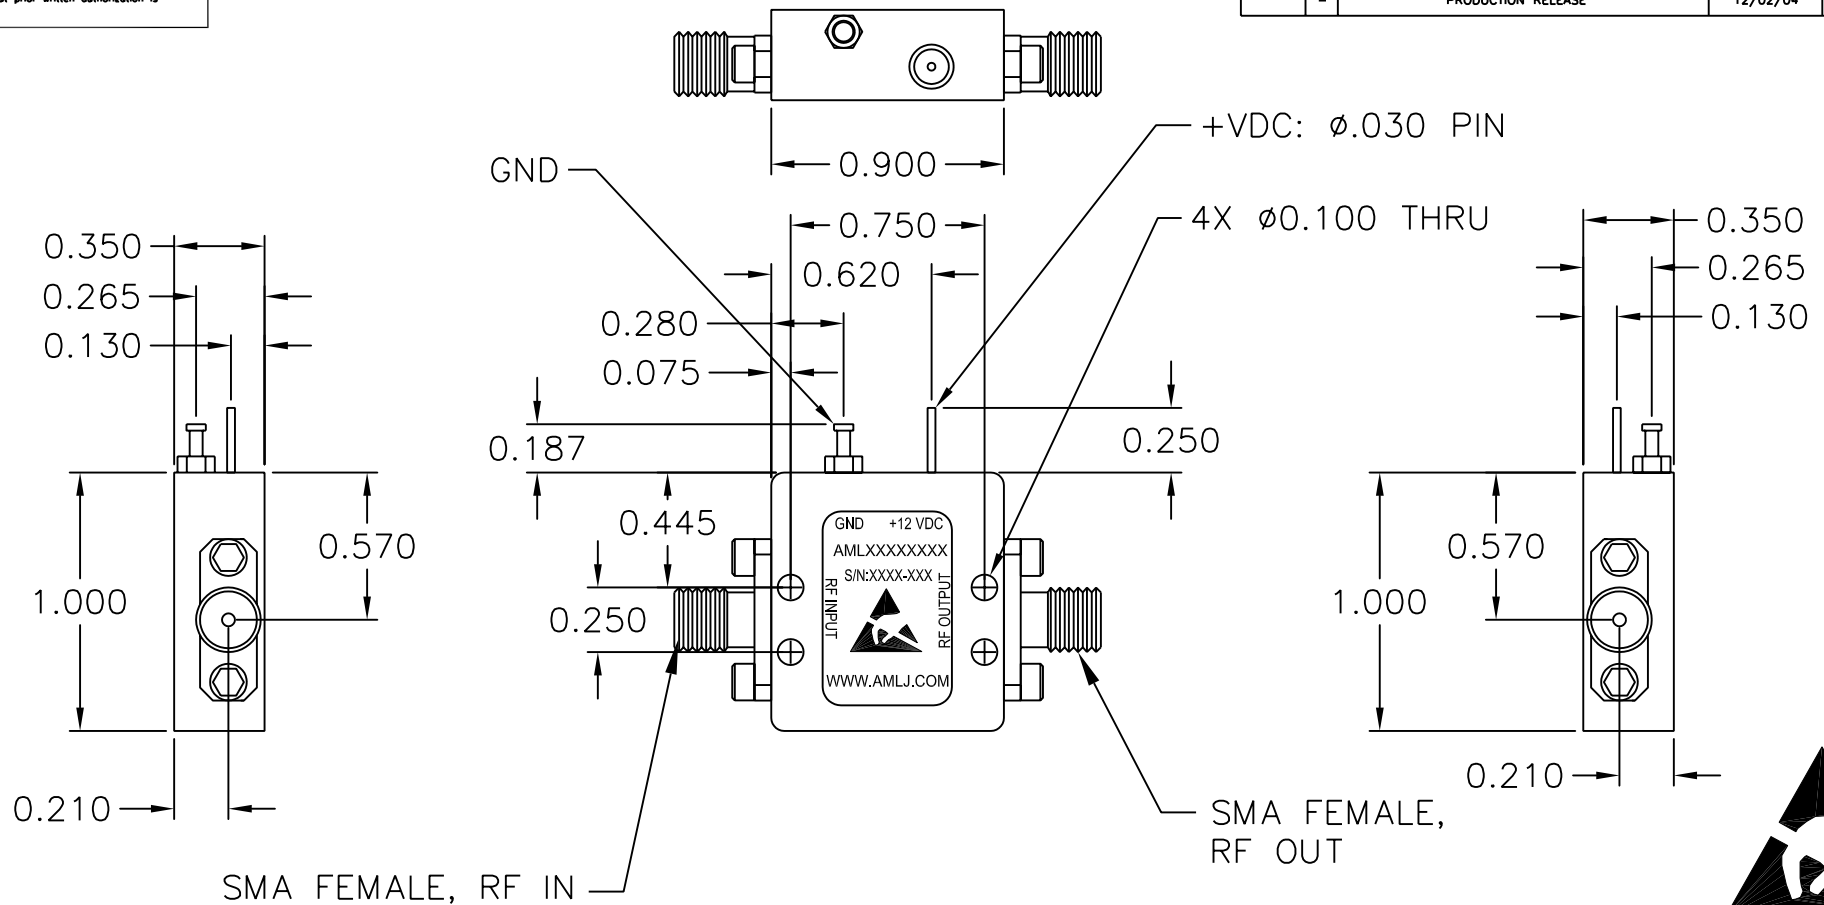 PRODUCTION RELEASE
12/02/04
+VDC: ø.030 PIN
GND
0.900
0.750
4X ø0.100 THRU
0.350
0.620
0.265
0.280
0.130
0.075
0.187
0.250
0.445
0.570
1.000
0.250
0.210
GND +12 VDC
AMLXXXXXXXX
S/N:XXXX-XXX
RF INPUT
RF OUTPUT
WWW.AMLJ.COM
0.350
0.265
0.130
0.570
1.000
0.210
SMA FEMALE,
RF OUT
SMA FEMALE, RF IN